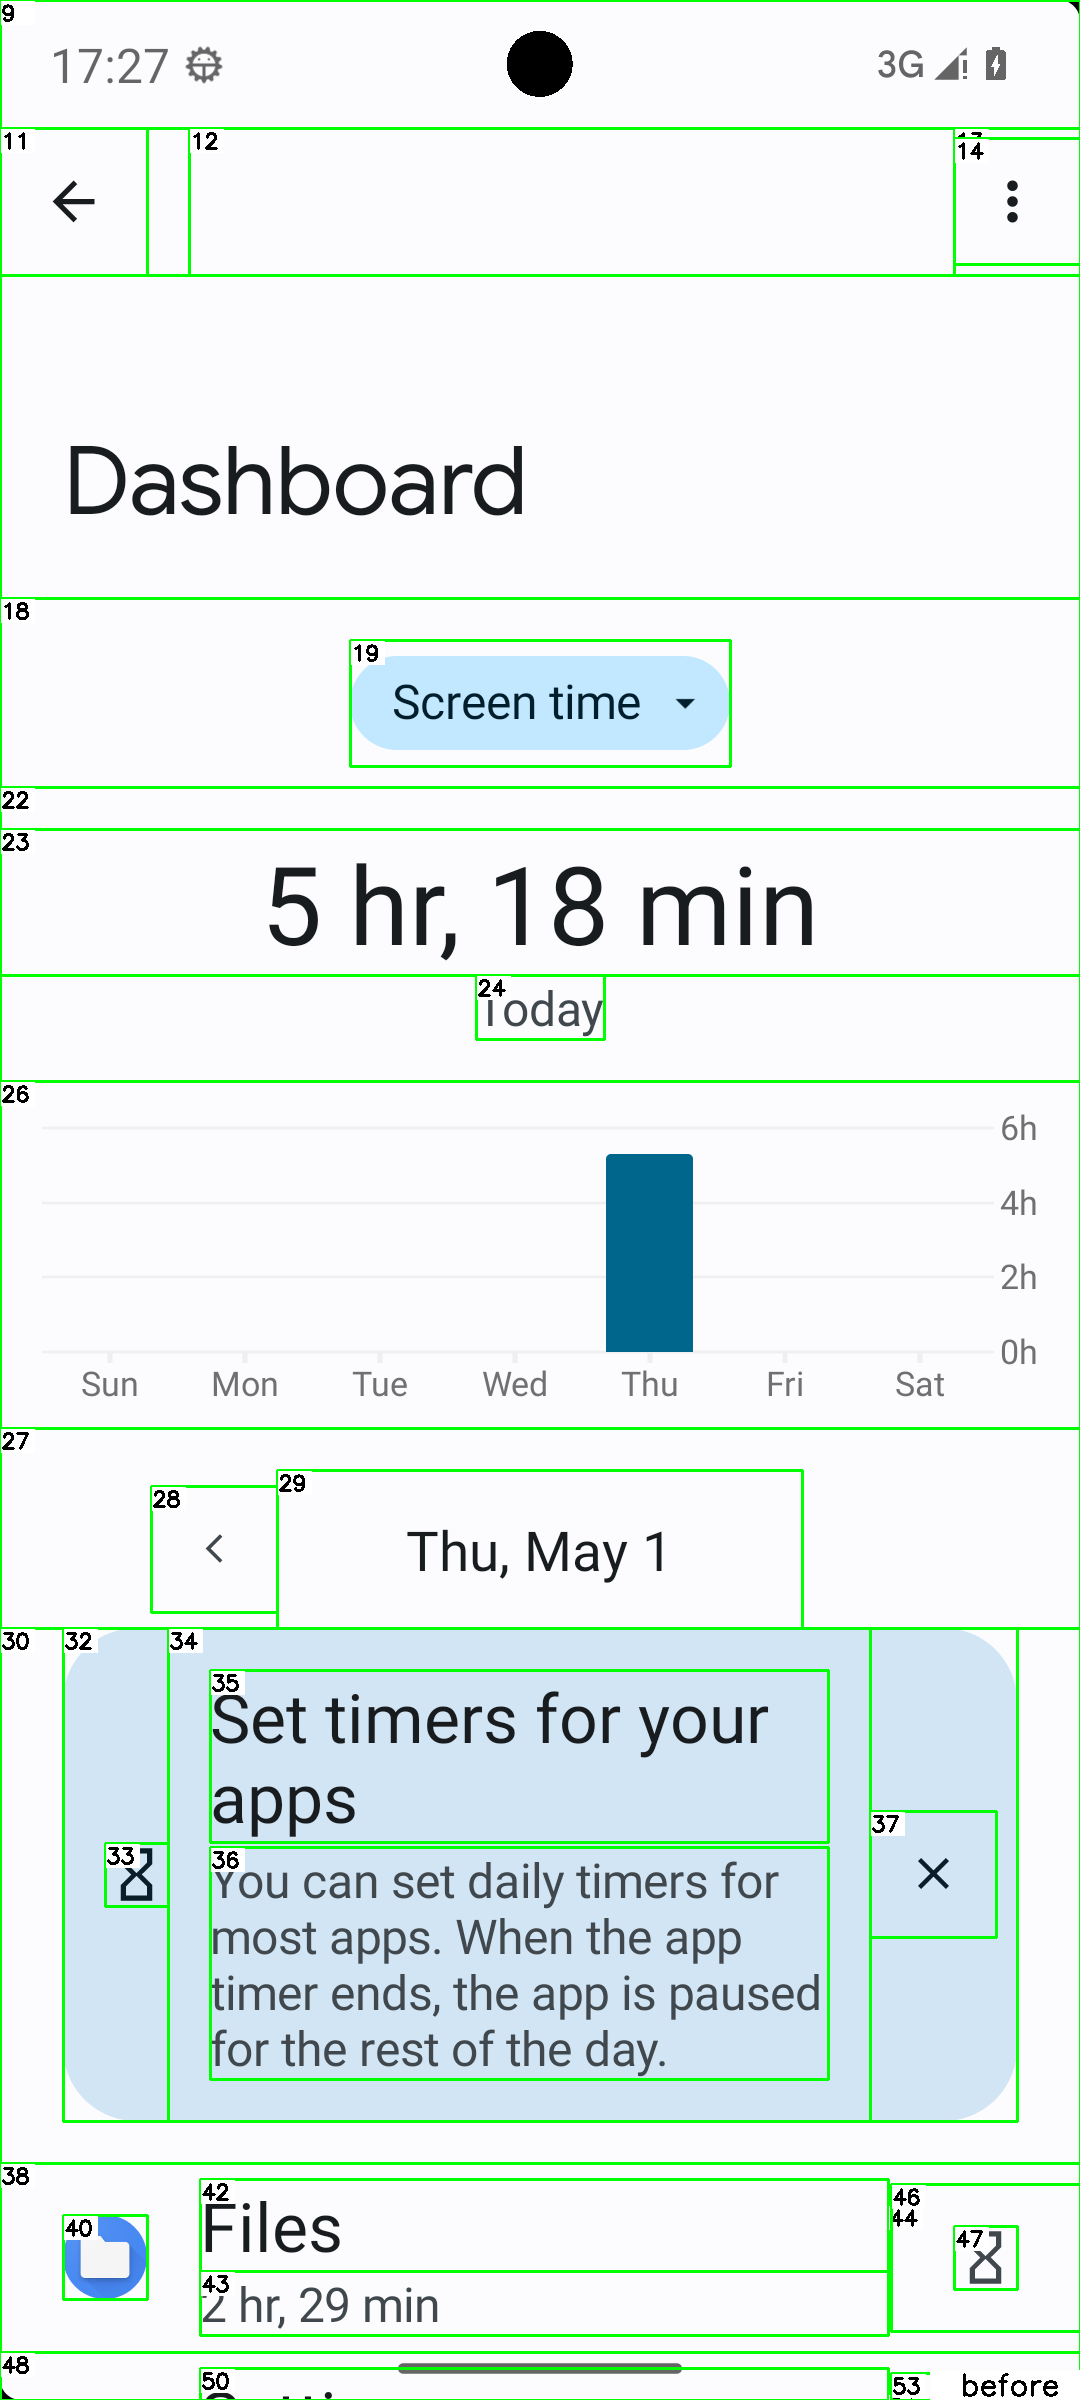 9
17:27
3G
11
12
14
Dashboard
18
19
Screen time
22
23
5 hr, 18 min
24
Today
26
6h
4h
2h
0h
Sun Mon Tue Wed Thu Fri Sat
27
28
29
Thu, May 1
30
32
34
35
Set timers for your
apps
37
33
36
You can set daily timers for
most apps. When the app
timer ends, the app is paused
for the rest of the day.
38
42
Files
46
44
40
47
43
2 hr, 29 min
48
50
53
before